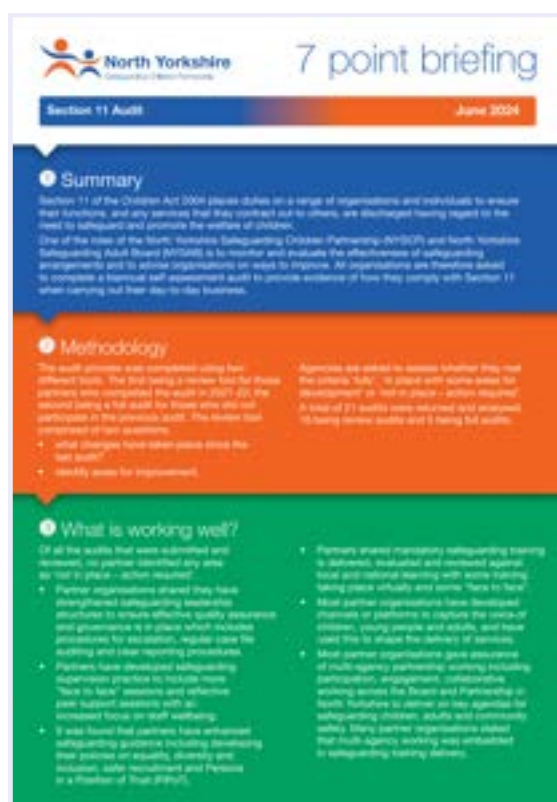 North Yorkshire
Safeguarding Children Partnership
7 point briefing
Section 11 Audit
June 2024
1 Summary
Section 11 of the Children Act 2004 places duties on a range of organisations and individuals to ensure
their functions, and any services that they contract out to others, are discharged having regard to the
need to safeguard and promote the welfare of children.
One of the roles of the North Yorkshire Safeguarding Children Partnership (NYSCP) and North Yorkshire
Safeguarding Adult Board (NYSAB) is to monitor and evaluate the effectiveness of safeguarding
arrangements and to advise organisations on ways to improve. All organisations are therefore asked
to complete a biannual self-assessment audit to provide evidence of how they comply with Section 11
when carrying out their day-to-day business.
2 Methodology
The audit process was completed using two
different tools. The first being a review tool for those
partners who completed the audit in 2021-22, the
second being a full audit for those who did not
participate in the previous audit. The review tool
comprised of two questions:
• what changes have taken place since the
last audit?
• identify areas for improvement.
Agencies are asked to assess whether they met
the criteria 'fully', 'in place with some areas for
development' or 'not in place – action required'.
A total of 21 audits were returned and analysed,
16 being review audits and 5 being full audits.
3 What is working well?
Of all the audits that were submitted and
reviewed, no partner identified any area
as 'not in place – action required'.
• Partner organisations shared they have
strengthened safeguarding leadership
structures to ensure effective quality assurance
and governance is in place which includes
procedures for escalation, regular case file
auditing and clear reporting procedures.
• Partners have developed safeguarding
supervision practice to include more
"face to face" sessions and reflective
peer support sessions with an
increased focus on staff wellbeing.
• It was found that partners have enhanced
safeguarding guidance including developing
their policies on equality, diversity and
inclusion, safer recruitment and Persons
in a Position of Trust (PiPoT).
• Partners shared mandatory safeguarding training
is delivered, evaluated and reviewed against
local and national learning with some training
taking place virtually and some "face to face".
• Most partner organisations have developed
channels or platforms to capture the voice of
children, young people and adults, and have
used this to shape the delivery of services.
• Most partner organisations gave assurance
of multi-agency partnership working including
participation, engagement, collaborative
working across the Board and Partnership in
North Yorkshire to deliver on key agendas for
safeguarding children, adults and community
safety. Many partner organisations stated
that multi-agency working was embedded
in safeguarding training delivery.